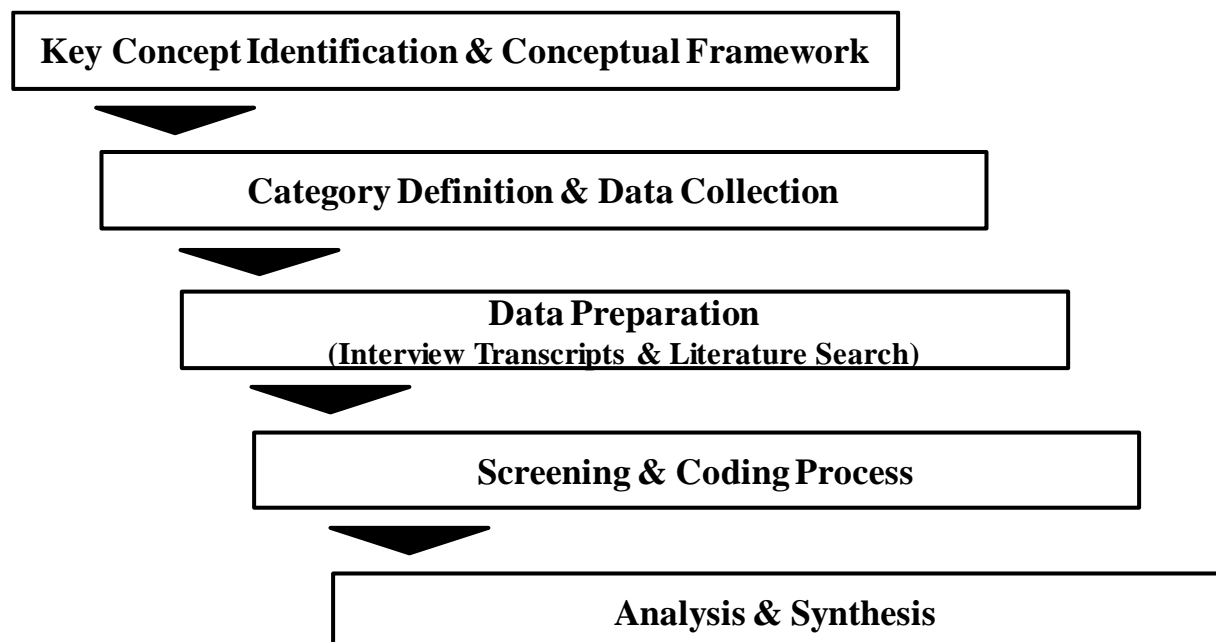 Key Concept Identification & Conceptual Framework
Category Definition & Data Collection
Data Preparation
(Interview Transcripts & Literature Search)
Screening & Coding Process
Analysis & Synthesis